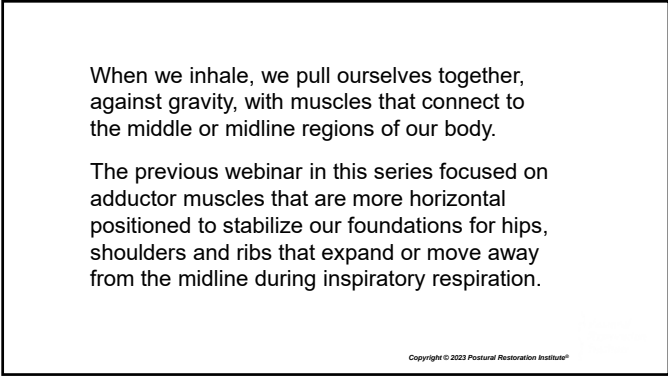 When we inhale, we pull ourselves together,
against gravity, with muscles that connect to
the middle or midline regions of our body.
The previous webinar in this series focused on
adductor muscles that are more horizontal
positioned to stabilize our foundations for hips,
shoulders and ribs that expand or move away
from the midline during inspiratory respiration.
Copyright © 2023 Postural Restoration Institute®